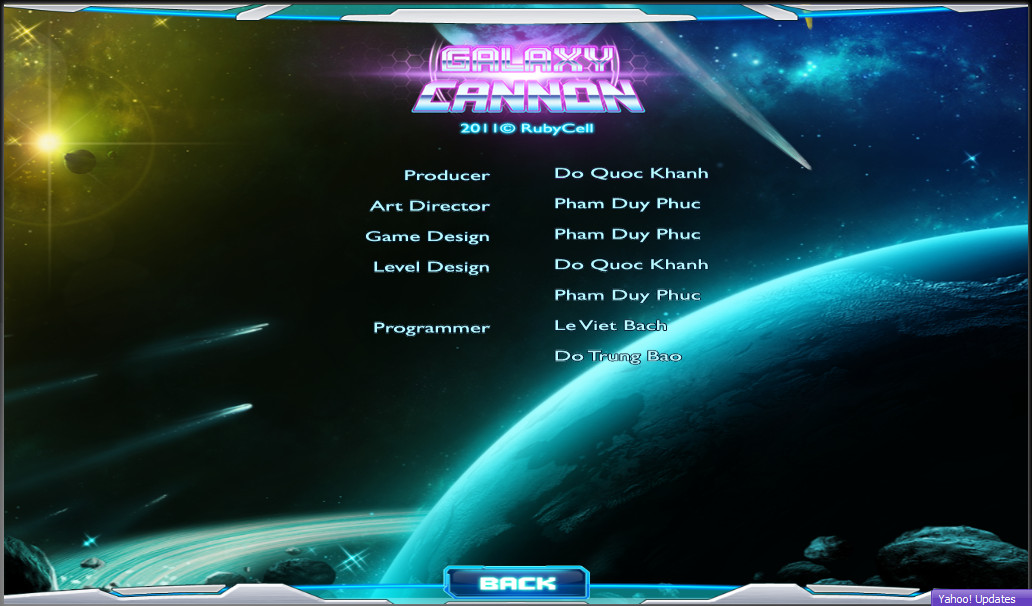 GALAXY
CANNON
2011© RubyCell
Producer Do Quoc Khanh
Art Director Pham Duy Phuc
Game Design Pham Duy Phuc
Level Design Do Quoc Khanh
Pham Duy Phuc
Programmer Le Viet Bach
Do Trung Bao
BACK
Yahoo! Updates